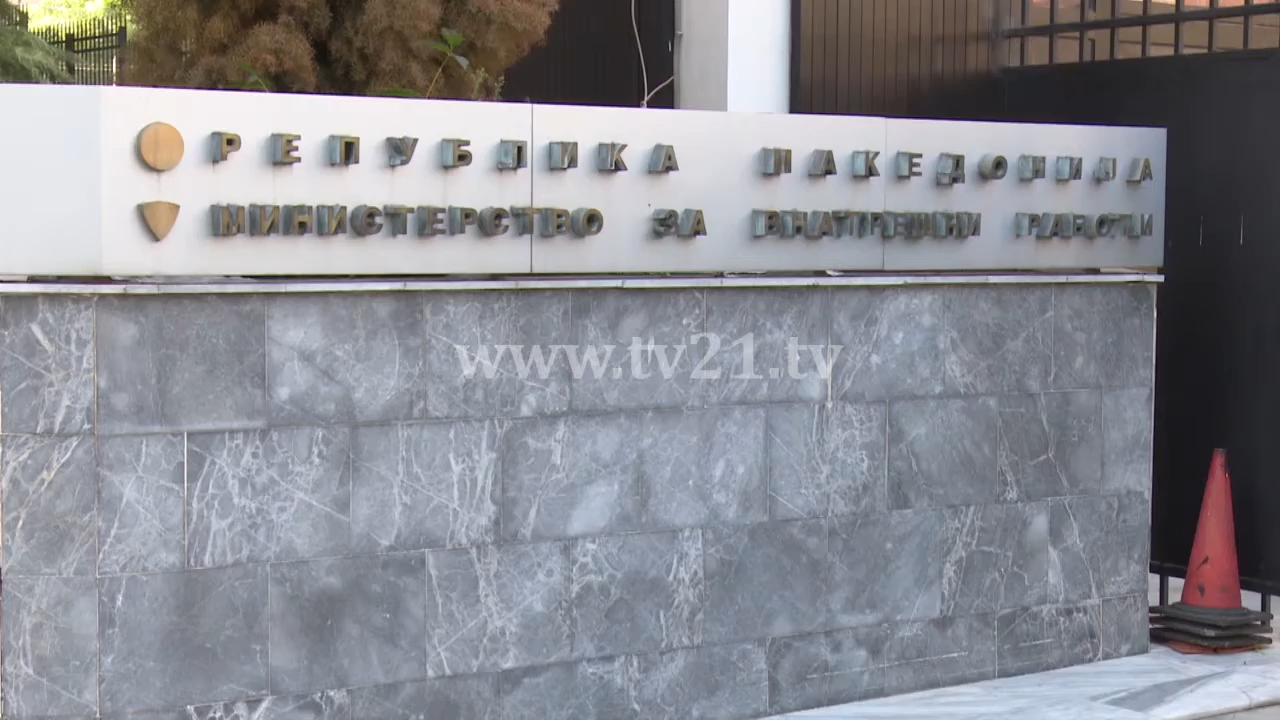 РЕПУБЛИКА МАКЕДОНИЈА
МИНИСТЕРСТВО ЗА ВНАТРЕШНИ РАБОТИ
www.tv21.tv